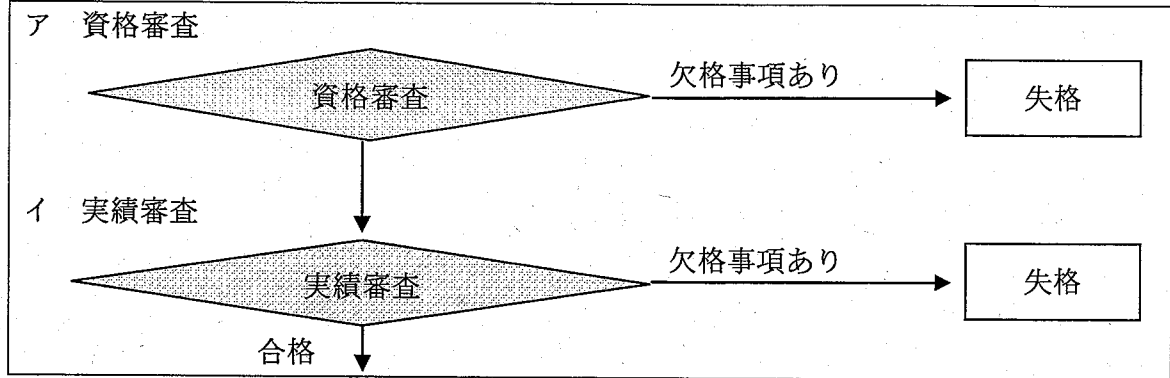 ア 資格審査
資格審査
欠格事項あり
失格
イ 実績審査
実績審査
欠格事項あり
失格
合格